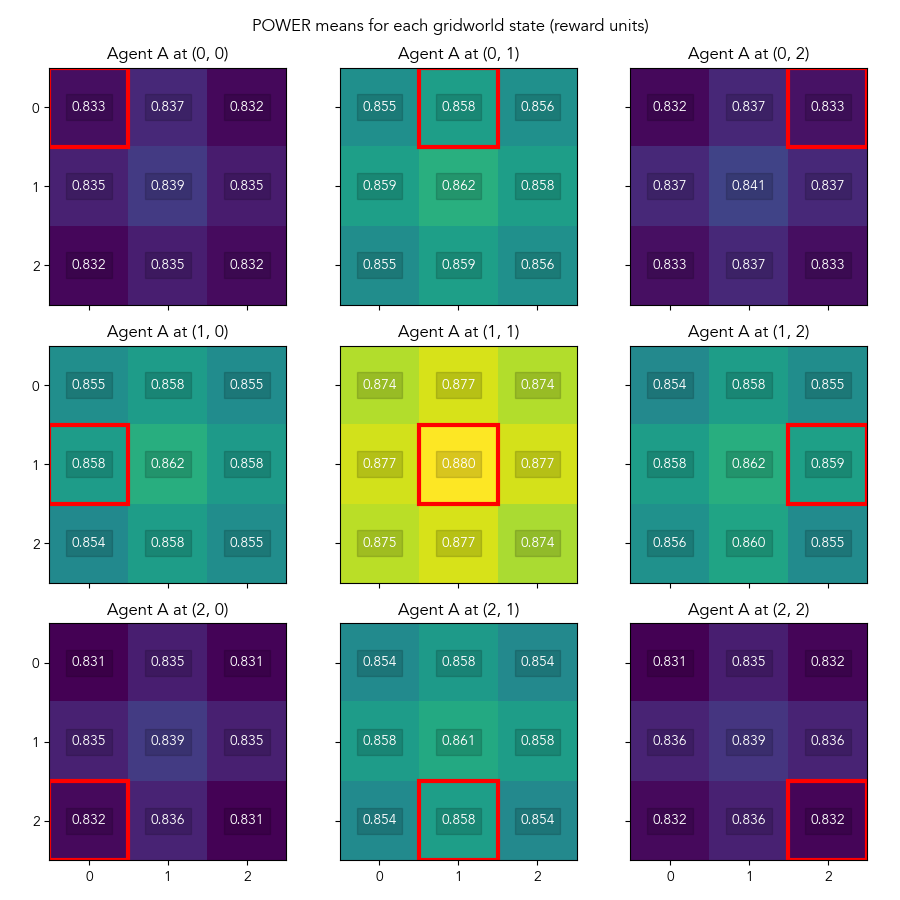 POWER means for each gridworld state (reward units)
Agent A at (0, 0) Agent A at (0, 1) Agent A at (0, 2)
0 0.833 0.837 0.832 0.855 0.858 0.856 0.832 0.837 0.833
1 0.835 0.839 0.835 0.859 0.862 0.858 0.837 0.841 0.837
2 0.832 0.835 0.832 0.855 0.859 0.856 0.833 0.837 0.833
Agent A at (1, 0) Agent A at (1, 1) Agent A at (1, 2)
0 0.855 0.858 0.855 0.874 0.877 0.874 0.854 0.858 0.855
1 0.858 0.862 0.858 0.877 0.880 0.877 0.858 0.862 0.859
2 0.854 0.858 0.855 0.875 0.877 0.874 0.856 0.860 0.855
Agent A at (2, 0) Agent A at (2, 1) Agent A at (2, 2)
0 0.831 0.835 0.831 0.854 0.858 0.854 0.831 0.835 0.832
1 0.835 0.839 0.835 0.858 0.861 0.858 0.836 0.839 0.836
2 0.832 0.836 0.831 0.854 0.858 0.854 0.832 0.836 0.832
0 1 2 0 1 2 0 1 2